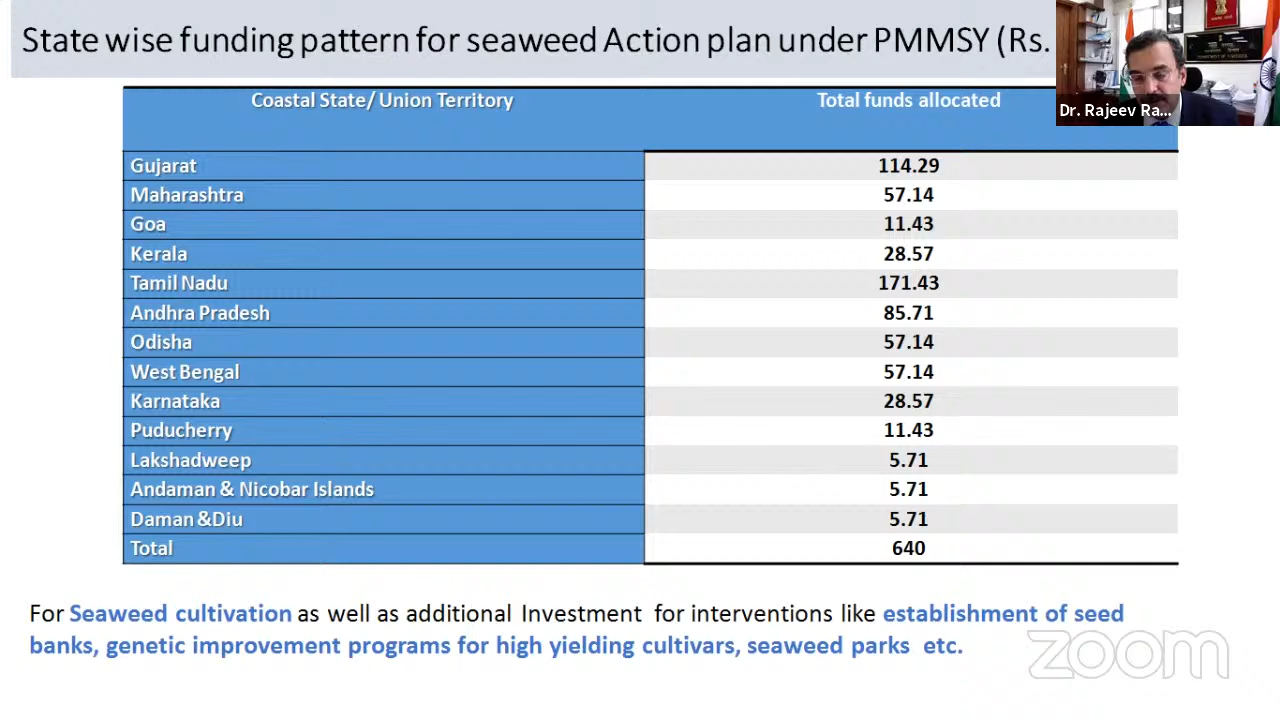 State wise funding pattern for seaweed Action plan under PMMSY (Rs.
Dr. Rajeev Ra...
Coastal State/ Union Territory Total funds allocated
Gujarat 114.29
Maharashtra 57.14
Goa 11.43
Kerala 28.57
Tamil Nadu 171.43
Andhra Pradesh 85.71
Odisha 57.14
West Bengal 57.14
Karnataka 28.57
Puducherry 11.43
Lakshadweep 5.71
Andaman & Nicobar Islands 5.71
Daman &Diu 5.71
Total 640
For Seaweed cultivation as well as additional Investment for interventions like establishment of seed
banks, genetic improvement programs for high yielding cultivars, seaweed parks etc.
zoom